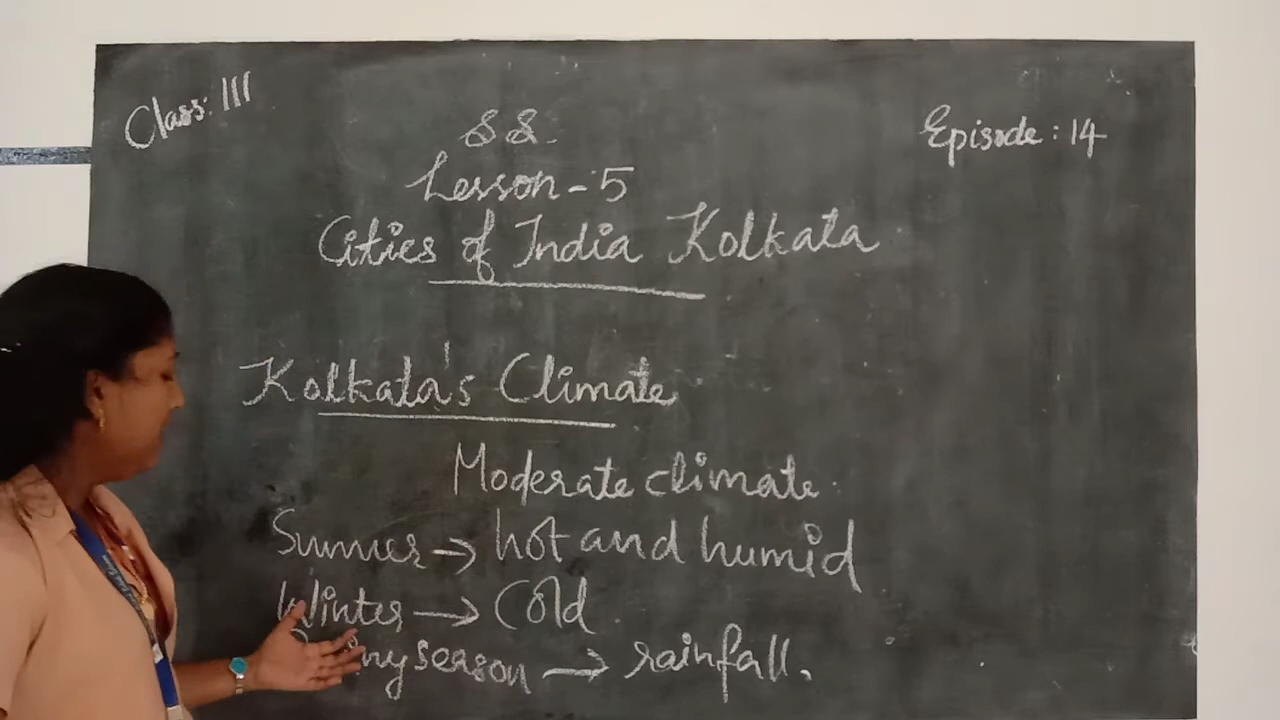 Class: III
S S.
Episode: 14
Lesson - 5
Cities of India Kolkata
Kolkata's Climate
Moderate climate.
Summer → hot and humid
Winter → Cold.
season → rainfall.